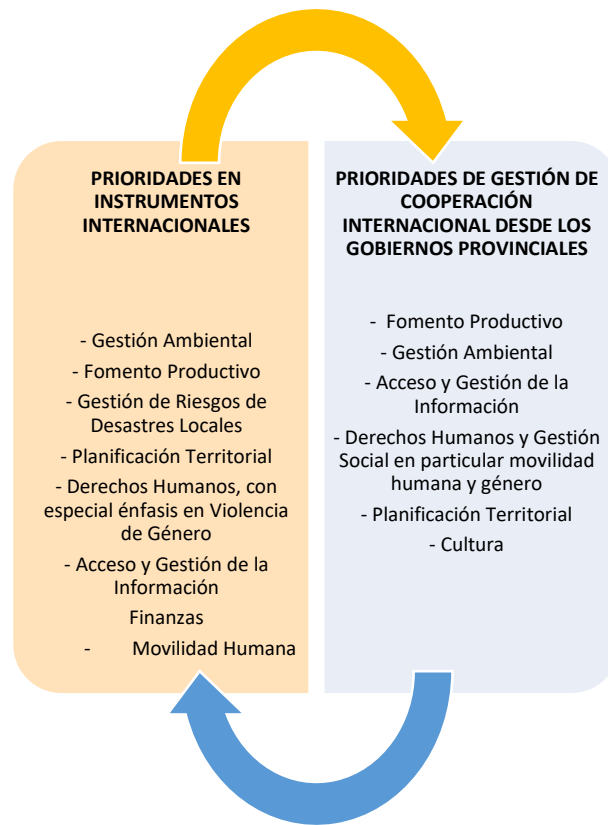 PRIORIDADES EN
INSTRUMENTOS
INTERNACIONALES
- Gestión Ambiental
- Fomento Productivo
- Gestión de Riesgos de
Desastres Locales
- Planificación Territorial
- Derechos Humanos, con
especial énfasis en Violencia
de Género
- Acceso y Gestión de la
Información
Finanzas
- Movilidad Humana
PRIORIDADES DE GESTIÓN DE
COOPERACIÓN
INTERNACIONAL DESDE LOS
GOBIERNOS PROVINCIALES
- Fomento Productivo
- Gestión Ambiental
- Acceso y Gestión de la
Información
- Derechos Humanos y Gestión
Social en particular movilidad
humana y género
- Planificación Territorial
- Cultura